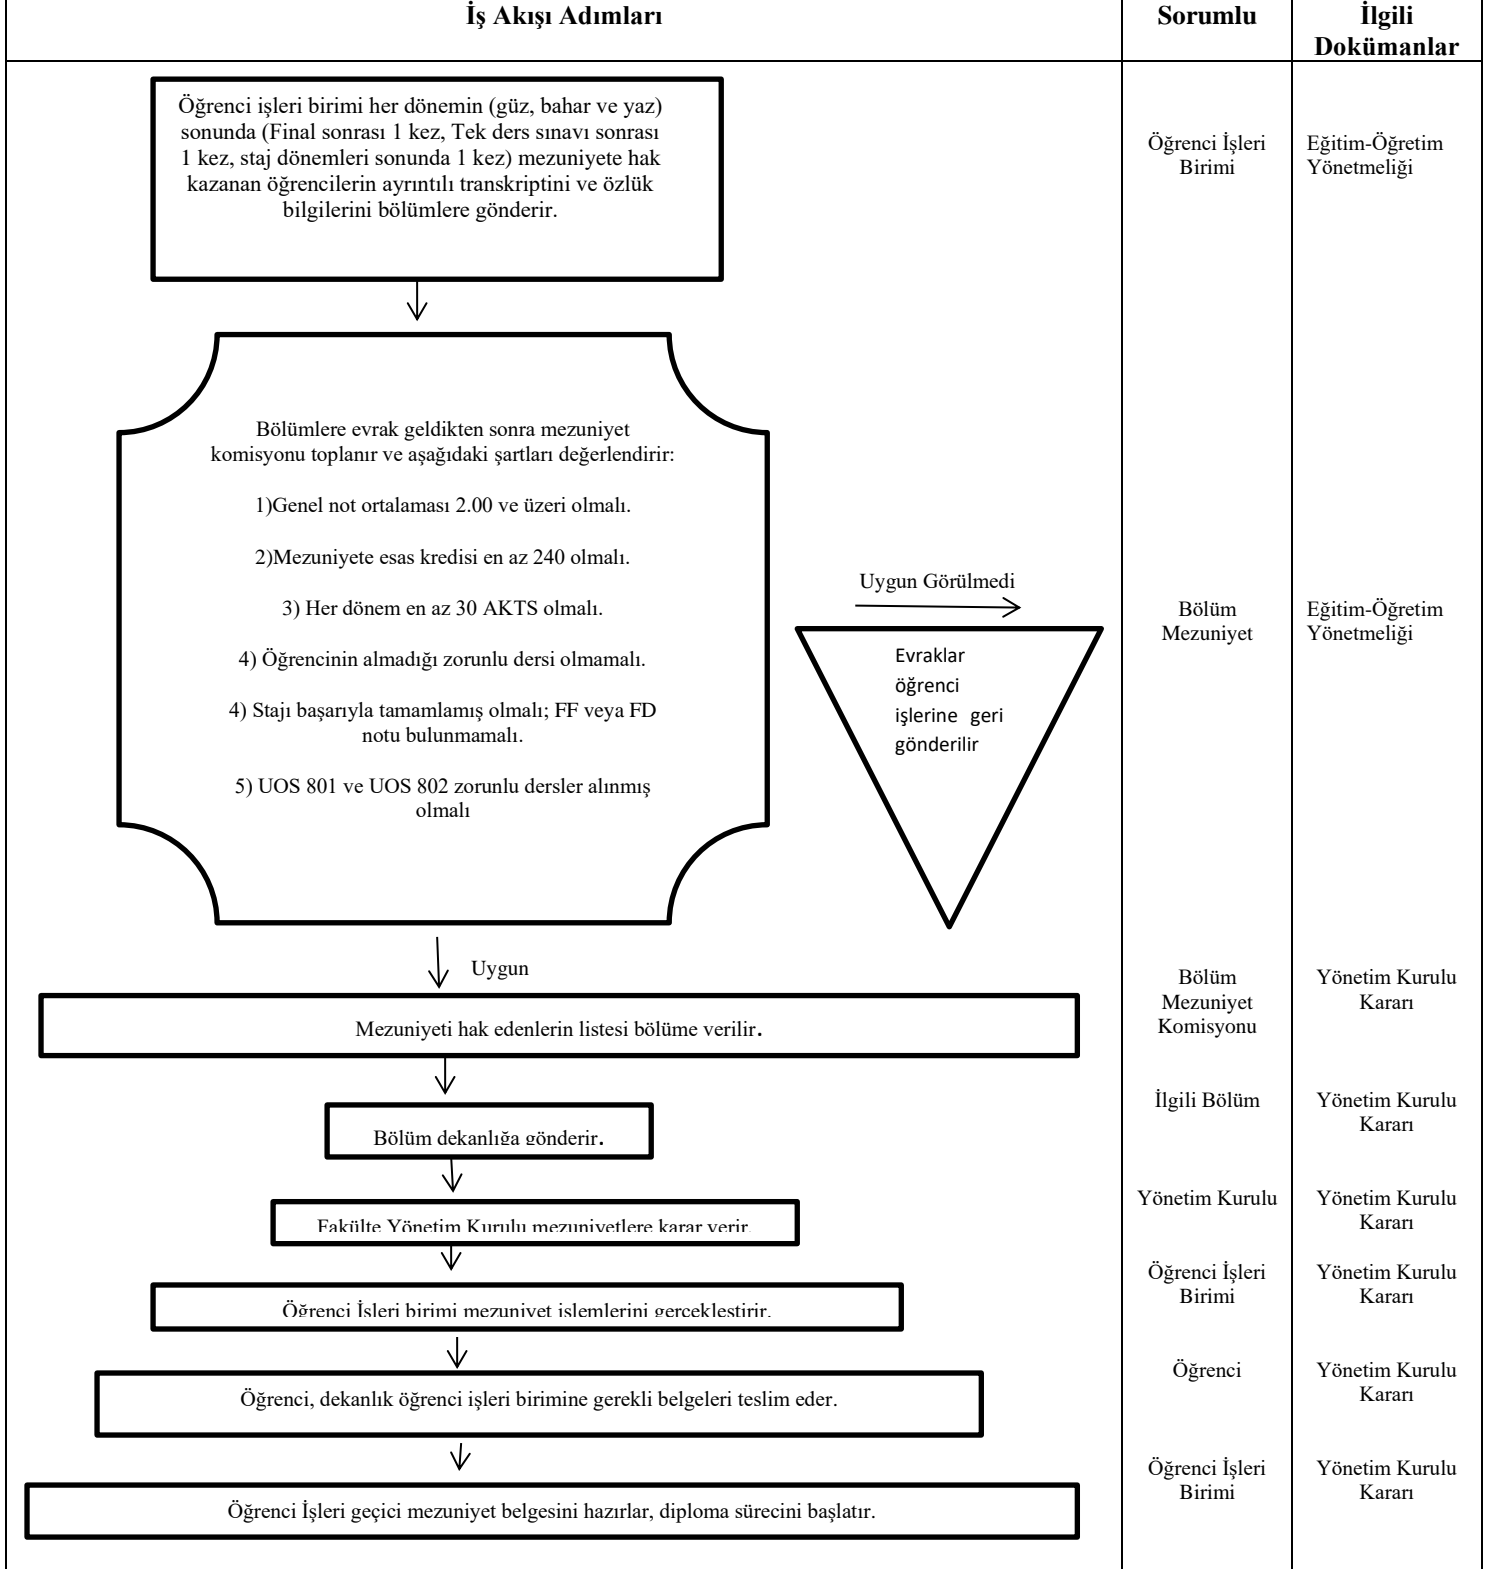 İş Akışı Adımları
Sorumlu
İlgili
Dokümanlar
Öğrenci işleri birimi her dönemin (güz, bahar ve yaz)
sonunda (Final sonrası 1 kez, Tek ders sınavı sonrası
1 kez, staj dönemleri sonunda 1 kez) mezuniyete hak
kazanan öğrencilerin ayrıntılı transkriptini ve özlük
bilgilerini bölümlere gönderir.
Öğrenci İşleri
Birimi
Eğitim-Öğretim
Yönetmeliği
Bölümlere evrak geldikten sonra mezuniyet
komisyonu toplanır ve aşağıdaki şartları değerlendirir:
1)Genel not ortalaması 2.00 ve üzeri olmalı.
2)Mezuniyete esas kredisi en az 240 olmalı.
3) Her dönem en az 30 AKTS olmalı.
4) Öğrencinin almadığı zorunlu dersi olmamalı.
4) Stajı başarıyla tamamlamış olmalı; FF veya FD
notu bulunmamalı.
5) UOS 801 ve UOS 802 zorunlu dersler alınmış
olmalı
Uygun Görülmedi
Evraklar
öğrenci
işlerine geri
gönderilir
Bölüm
Mezuniyet
Eğitim-Öğretim
Yönetmeliği
Uygun
Mezuniyeti hak edenlerin listesi bölüme verilir.
Bölüm
Mezuniyet
Komisyonu
Yönetim Kurulu
Kararı
Bölüm dekanlığa gönderir.
İlgili Bölüm
Yönetim Kurulu
Kararı
Fakülte Yönetim Kurulu mezuniyetlere karar verir.
Yönetim Kurulu
Yönetim Kurulu
Kararı
Öğrenci İşleri birimi mezuniyet işlemlerini gerçekleştirir.
Öğrenci İşleri
Birimi
Yönetim Kurulu
Kararı
Öğrenci, dekanlık öğrenci işleri birimine gerekli belgeleri teslim eder.
Öğrenci
Yönetim Kurulu
Kararı
Öğrenci İşleri geçici mezuniyet belgesini hazırlar, diploma sürecini başlatır.
Öğrenci İşleri
Birimi
Yönetim Kurulu
Kararı